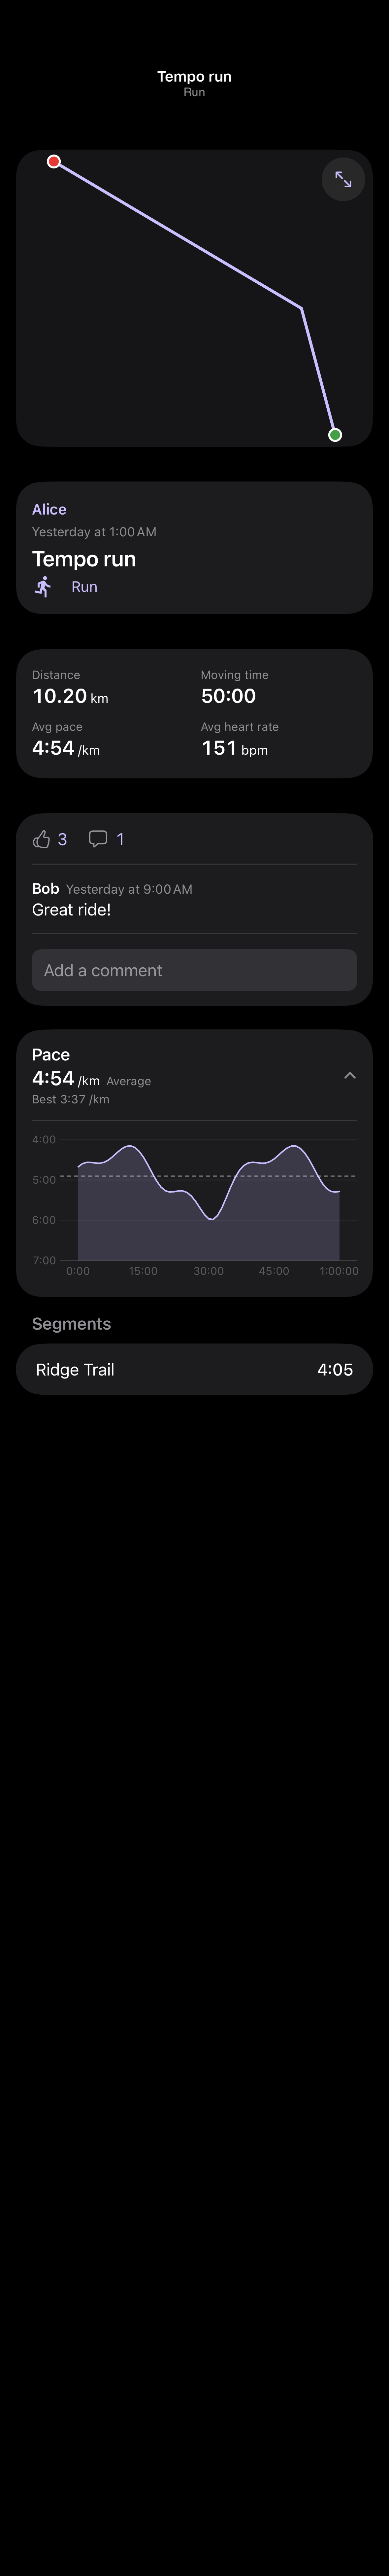 Tempo run
Run
Alice
Yesterday at 1:00 AM
Tempo run
Run
Distance
Moving time
10.20 km
50:00
Avg pace
Avg heart rate
4:54 /km
151 bpm
3
1
Bob Yesterday at 9:00 AM
Great ride!
Add a comment
Pace
4:54 /km Average
Best 3:37 /km
4:00
5:00
6:00
7:00
0:00 15:00 30:00 45:00 1:00:00
Segments
Ridge Trail 4:05